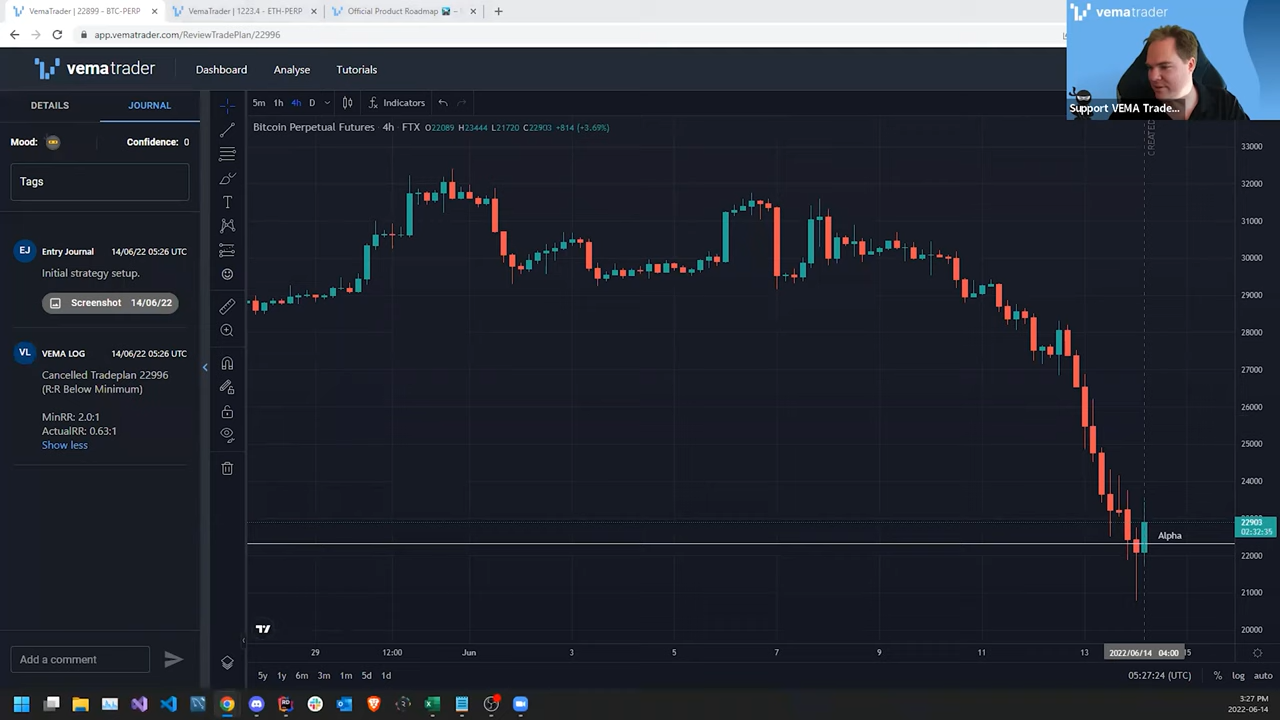 VemaTrader | 22899 - BTC-PERP
VemaTrader | 1223.4 - ETH-PERP
Official Product Roadmap
app.vematrader.com/ReviewTradePlan/22996
vematrader
Dashboard
Analyse
Tutorials
vematrader
Support VEMA Trade...
DETAILS
JOURNAL
Mood:
Confidence: 0
Tags
EJ
Entry Journal
14/06/22 05:26 UTC
Initial strategy setup.
Screenshot 14/06/22
VL
VEMA LOG
14/06/22 05:26 UTC
Cancelled Tradeplan 22996
(R:R Below Minimum)
MinRR: 2.0:1
ActualRR: 0.63:1
Show less
Add a comment
5m 1h 4h D
Indicators
Bitcoin Perpetual Futures · 4h · FTX O22089 H23444 L21720 C22903 +814 (+3.69%)
CREATED
33000
32000
31000
30000
29000
28000
27000
26000
25000
24000
22903
02:32:35
Alpha
22000
21000
20000
29
12:00
Jun
3
5
7
9
11
13
2022/06/14 04:00
15
5y 1y 6m 3m 1m 5d 1d
05:27:24 (UTC)
% log auto
3:27 PM
2022-06-14